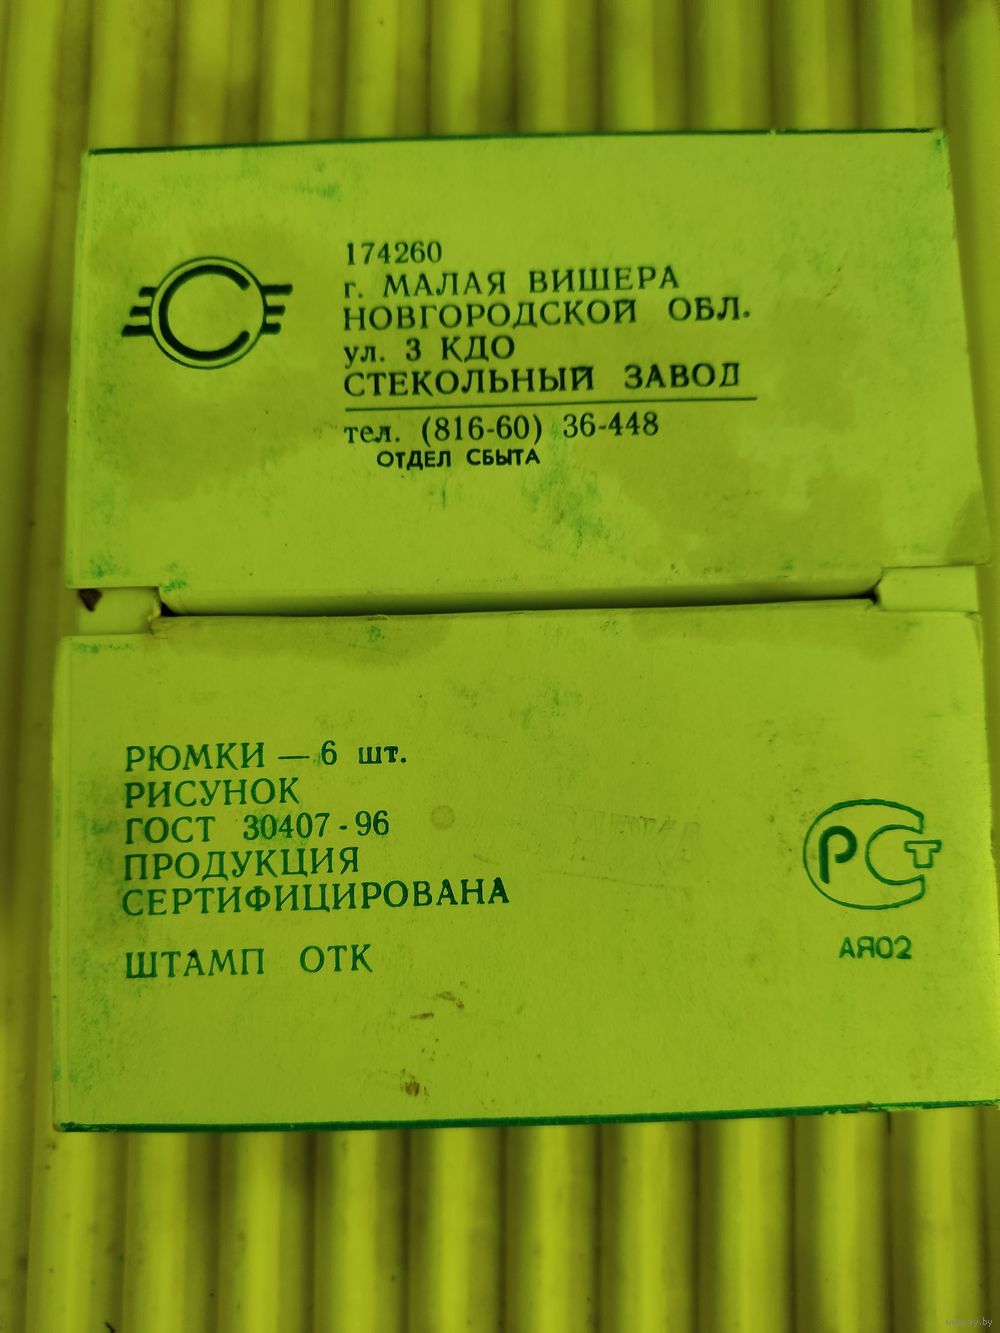 174260
г. МАЛАЯ ВИШЕРА
НОВГОРОДСКОЙ ОБЛ.
ул. 3 КДО
СТЕКОЛЬНЫЙ ЗАВОД
тел. (816-60) 36-448
ОТДЕЛ СБЫТА
РЮМКИ — 6 шт.
РИСУНОК
ГОСТ 30407-96
ПРОДУКЦИЯ
СЕРТИФИЦИРОВАНА
ШТАМП ОТК
РСТ
АЯ02